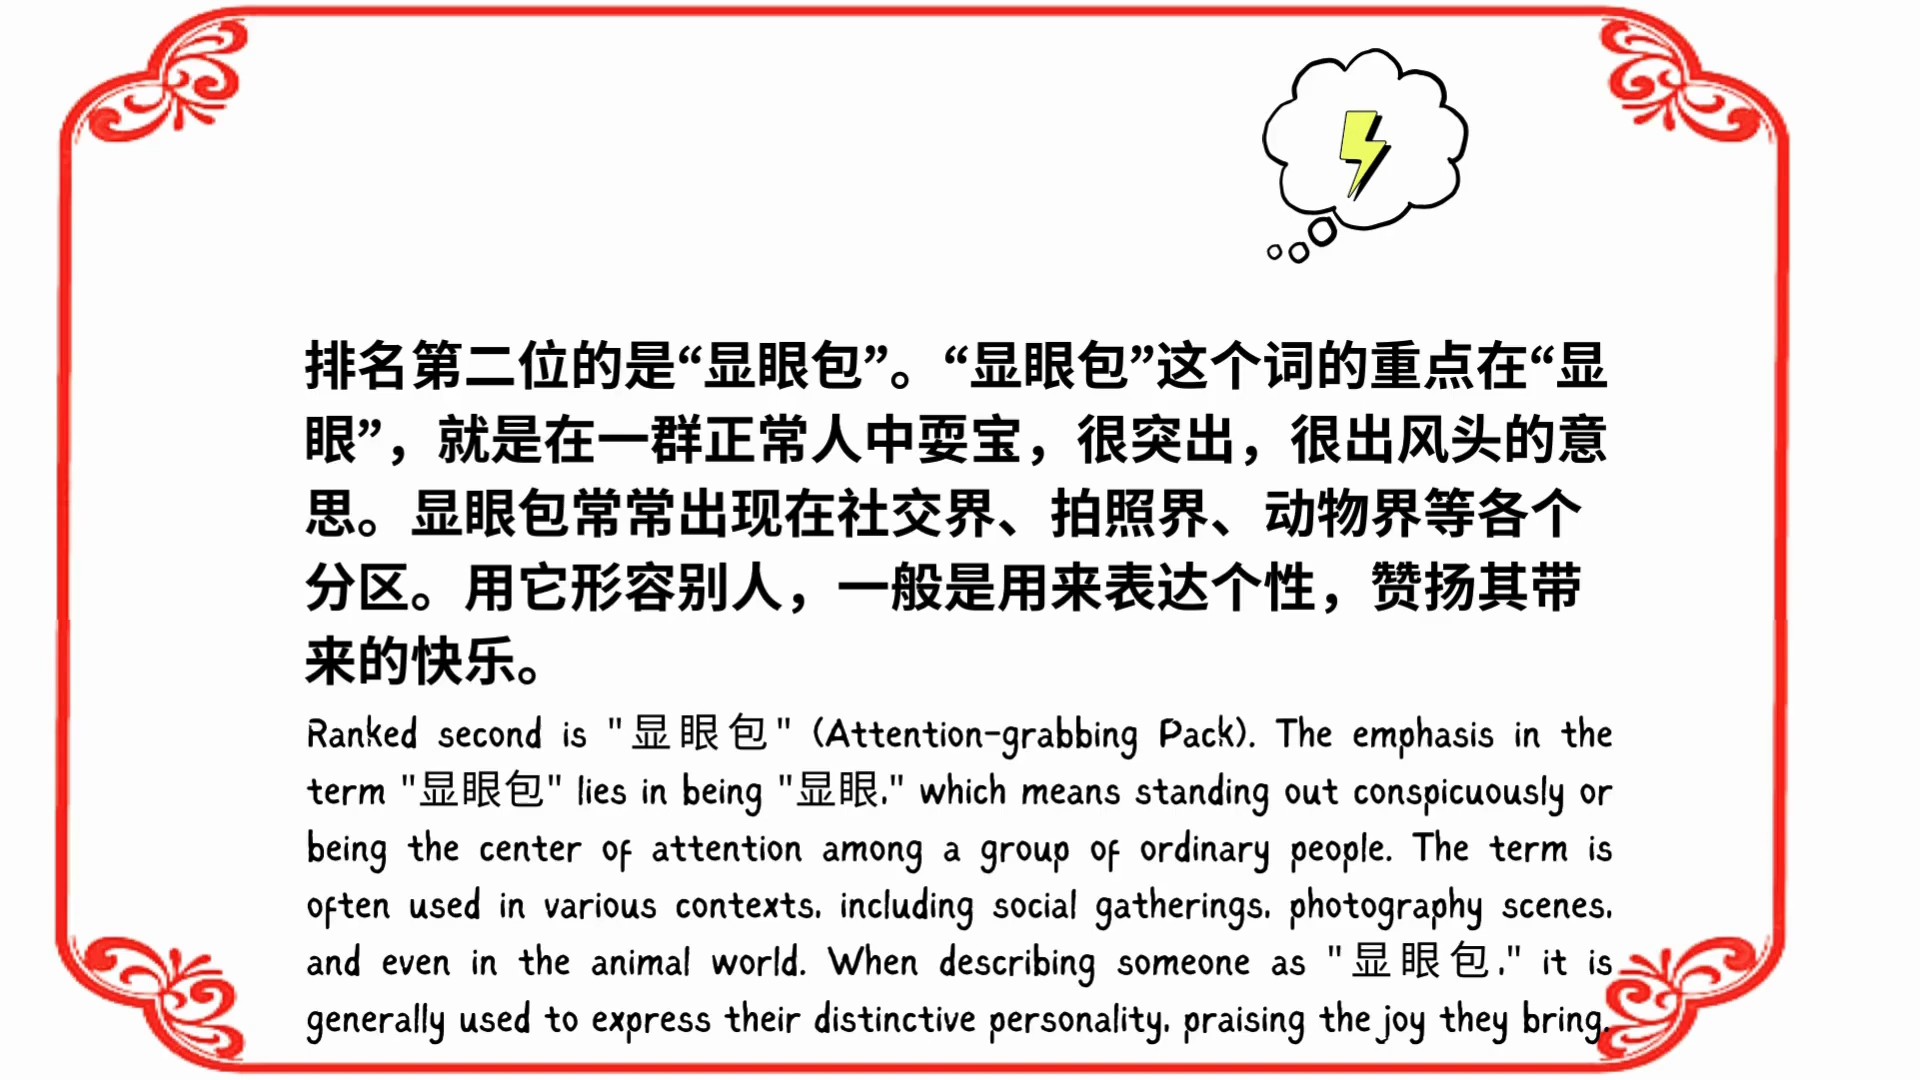 排名第二位的是“显眼包”。“显眼包”这个词的重点在“显
眼”，就是在一群正常人中耍宝，很突出，很出风头的意
思。显眼包常常出现在社交界、拍照界、动物界等各个
分区。用它形容别人，一般是用来表达个性，赞扬其带
来的快乐。
Ranked second is "显眼包" (Attention-grabbing Pack). The emphasis in the
term "显眼包" lies in being "显眼," which means standing out conspicuously or
being the center of attention among a group of ordinary people. The term is
often used in various contexts, including social gatherings, photography scenes,
and even in the animal world. When describing someone as "显眼包," it is
generally used to express their distinctive personality, praising the joy they bring.